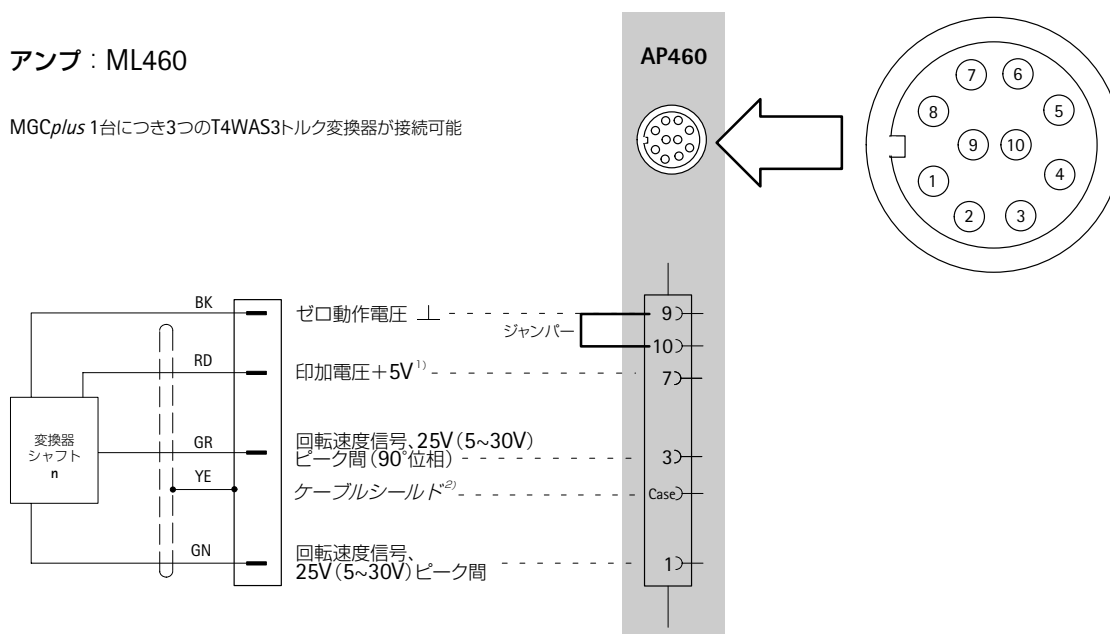 アンプ：ML460
AP460
MGCplus 1台につき3つのT4WAS3トルク変換器が接続可能
7
6
8
5
9
10
1
4
2
3
BK
ゼロ動作電圧 ⊥
ジャンパー
9
10
RD
印加電圧＋5V1)
7
変換器
シャフト
n
GR
回転速度信号、25V（5~30V）
ピーク間（90°位相）
3
YE
ケーブルシールド2)
Case
GN
回転速度信号、
25V（5~30V）ピーク間
1